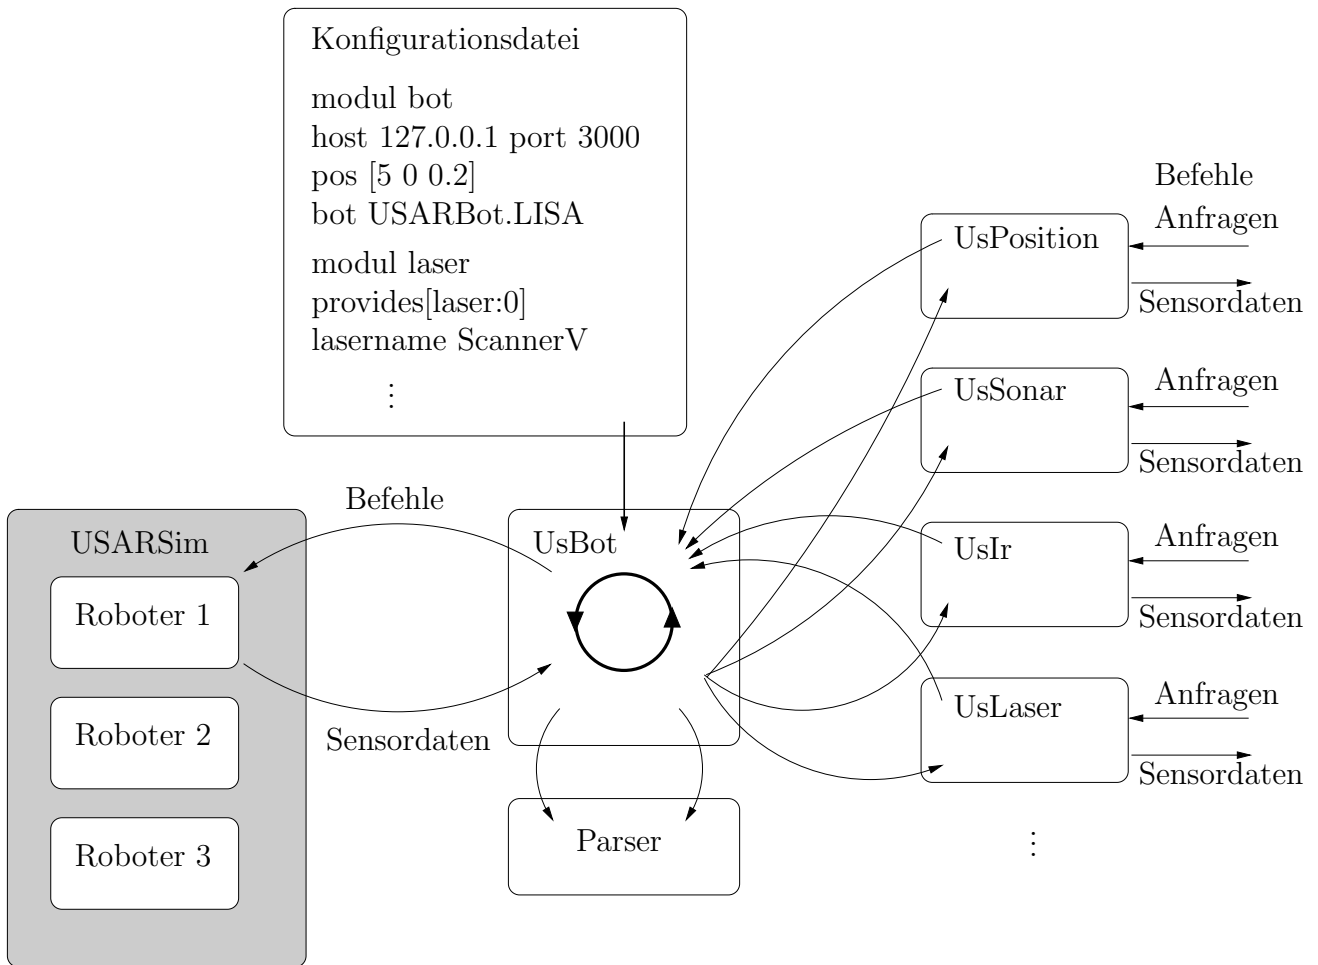 Konfigurationsdatei
modul bot
host 127.0.0.1 port 3000
pos [5 0 0.2]
bot USARBot.LISA
modul laser
provides[laser:0]
lasername ScannerV
⋮
Befehle
USARSim
Roboter 1
Roboter 2
Roboter 3
Sensordaten
UsBot
Parser
UsPosition
Befehle
Anfragen
Sensordaten
UsSonar
Anfragen
Sensordaten
UsIr
Anfragen
Sensordaten
UsLaser
Anfragen
Sensordaten
⋮